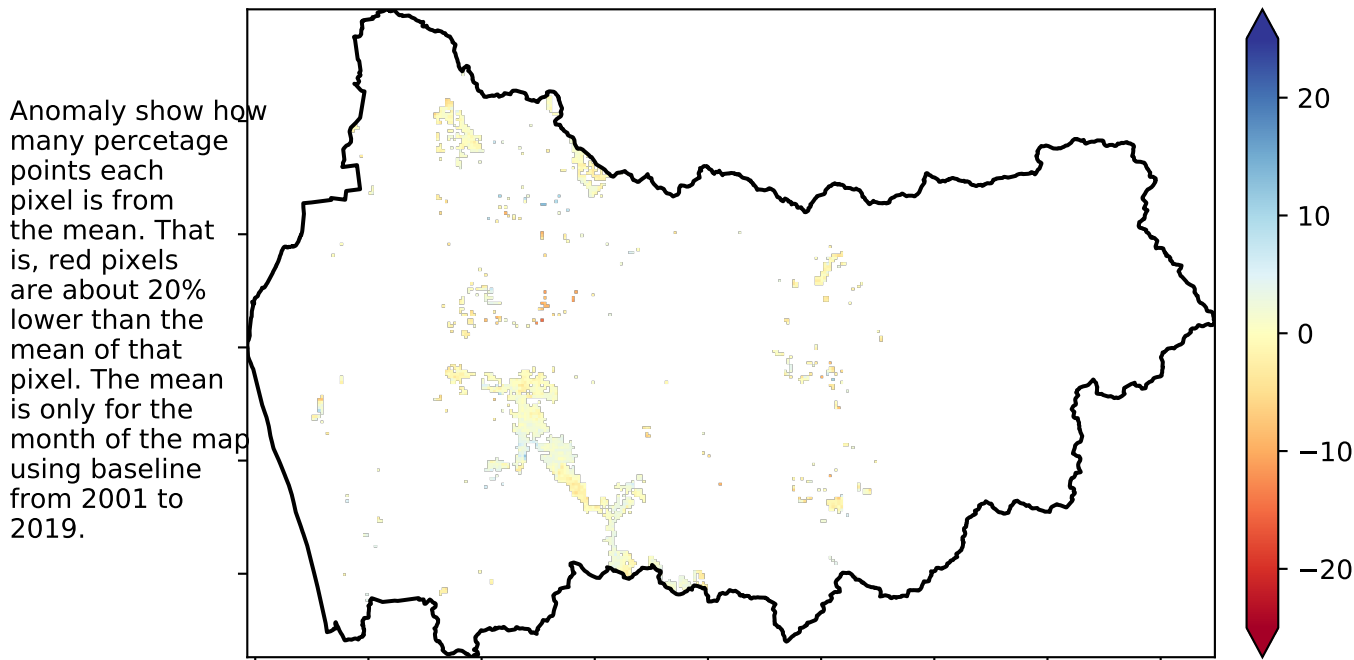 Anomaly show how
many percetage
points each
pixel is from
the mean. That
is, red pixels
are about 20%
lower than the
mean of that
pixel. The mean
is only for the
month of the map
using baseline
from 2001 to
2019.
20
10
0
−10
−20